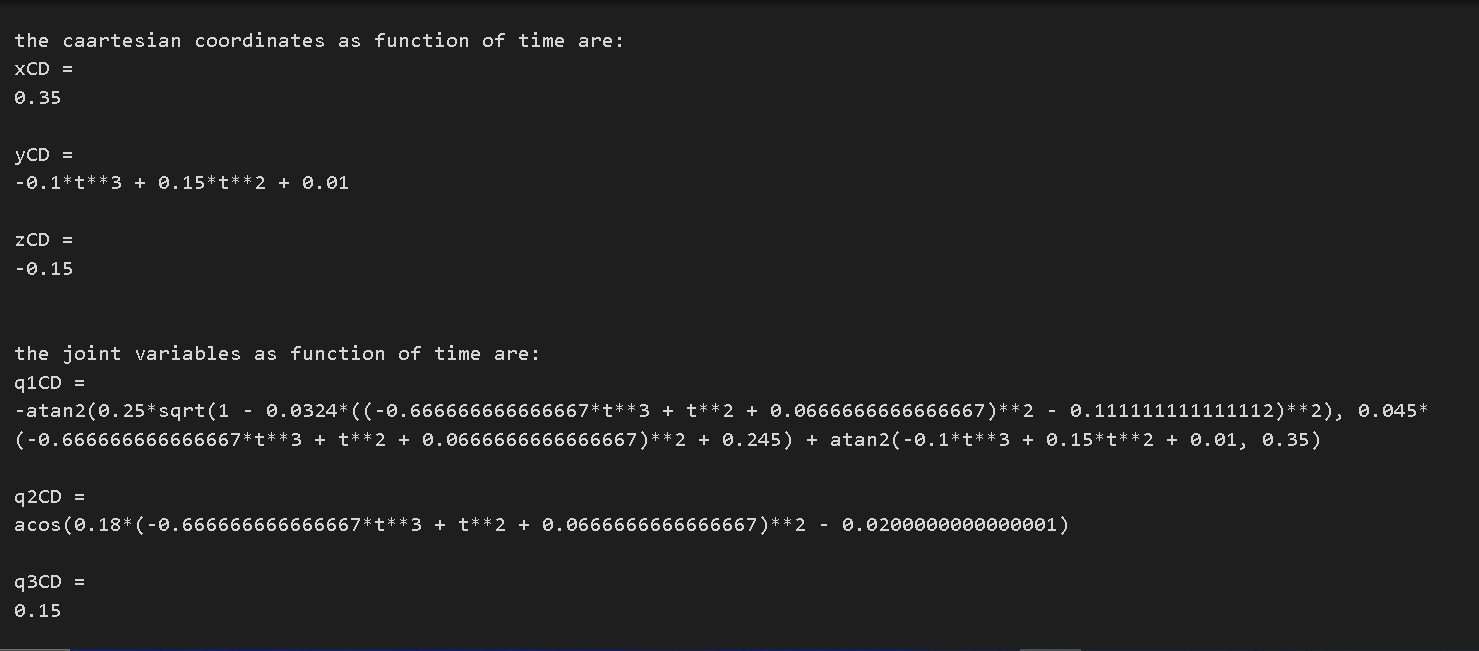 the caartesian coordinates as function of time are:
xCD =
0.35
yCD =
-0.1*t**3 + 0.15*t**2 + 0.01
zCD =
-0.15
the joint variables as function of time are:
q1CD =
-atan2(0.25*sqrt(1 - 0.0324*((-0.666666666666667*t**3 + t**2 + 0.0666666666666667)**2 - 0.111111111111112)**2), 0.045*
(-0.666666666666667*t**3 + t**2 + 0.0666666666666667)**2 + 0.245) + atan2(-0.1*t**3 + 0.15*t**2 + 0.01, 0.35)
q2CD =
acos(0.18*(-0.666666666666667*t**3 + t**2 + 0.0666666666666667)**2 - 0.0200000000000001)
q3CD =
0.15